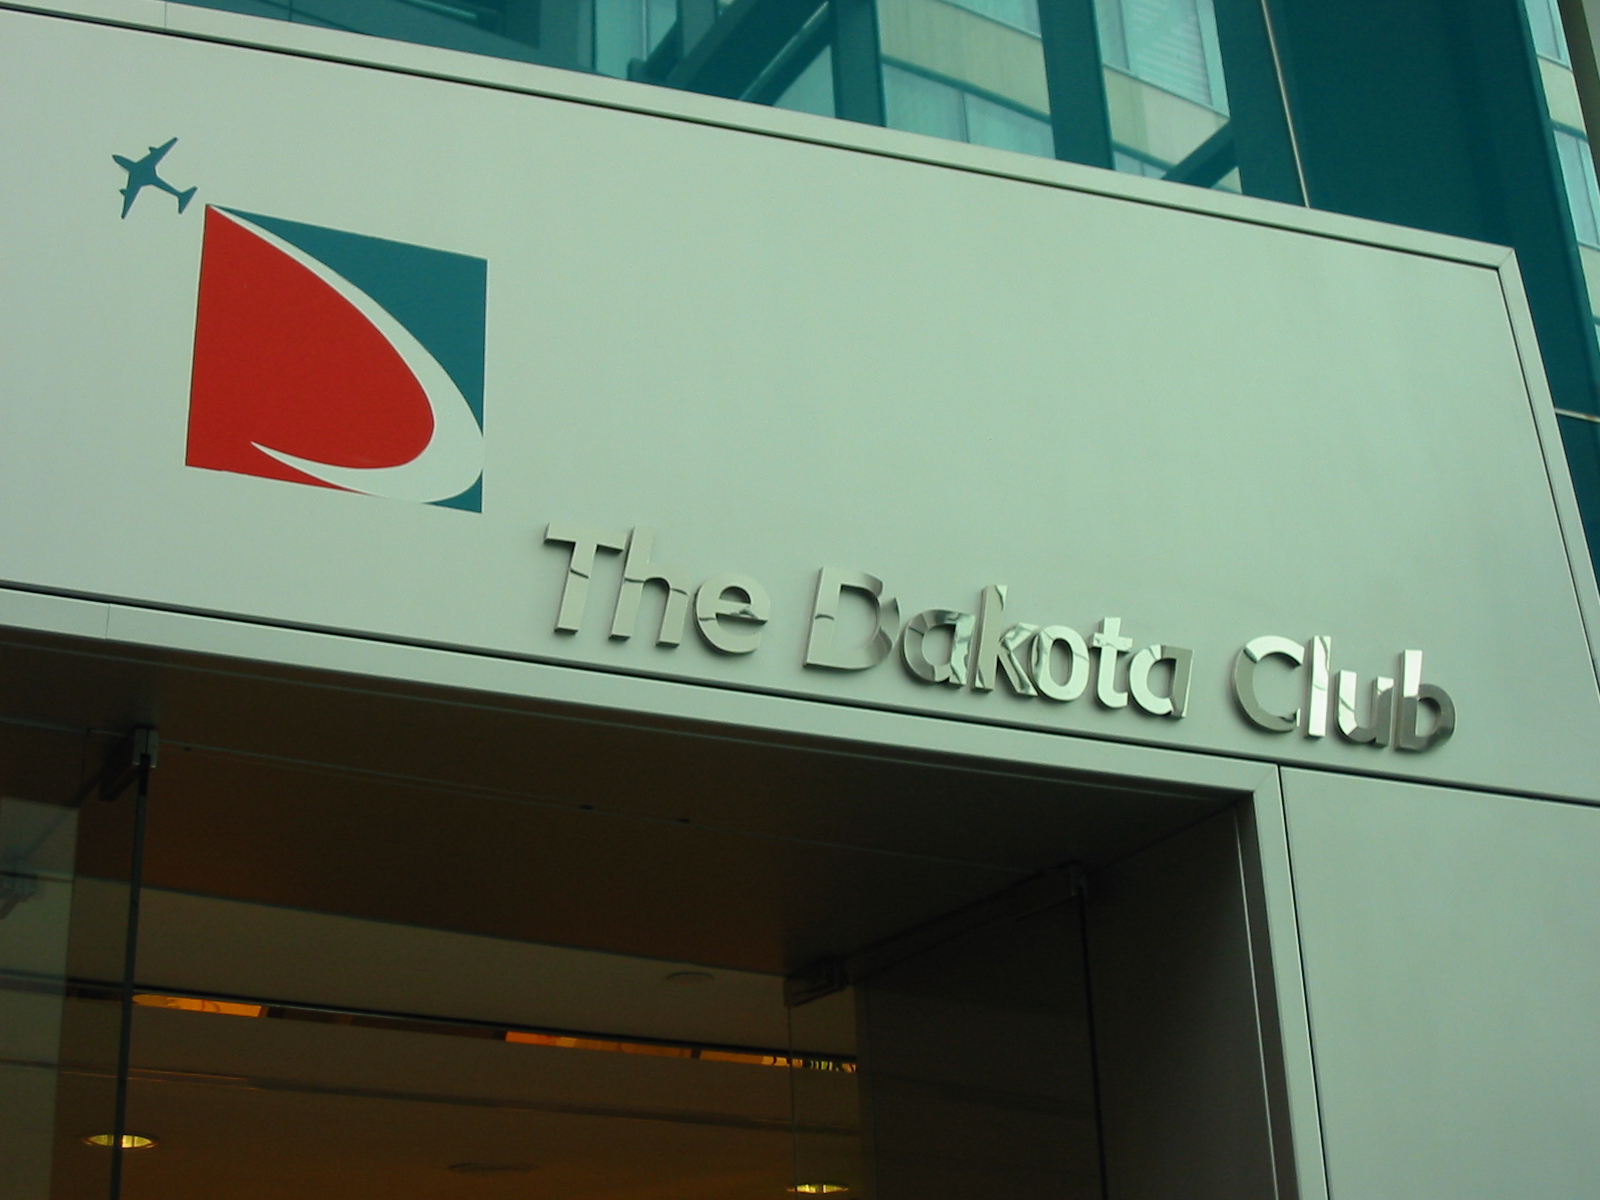 The Dakota Club